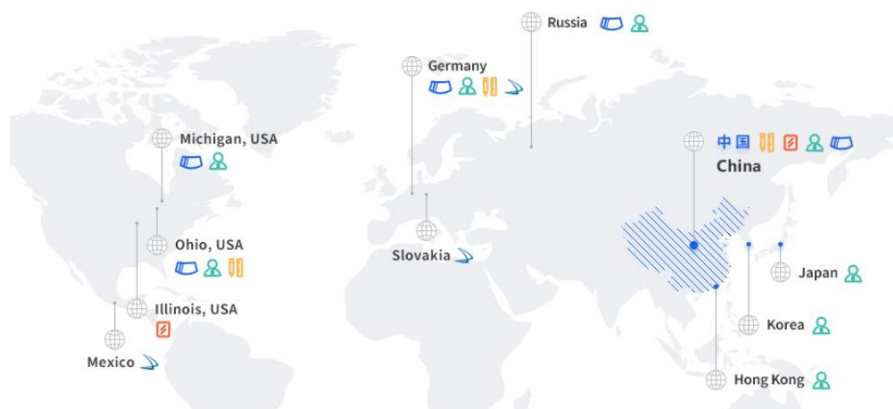 Russia
Germany
Michigan, USA
中国
China
Ohio, USA
Slovakia
Japan
Illinois, USA
Korea
Mexico
Hong Kong